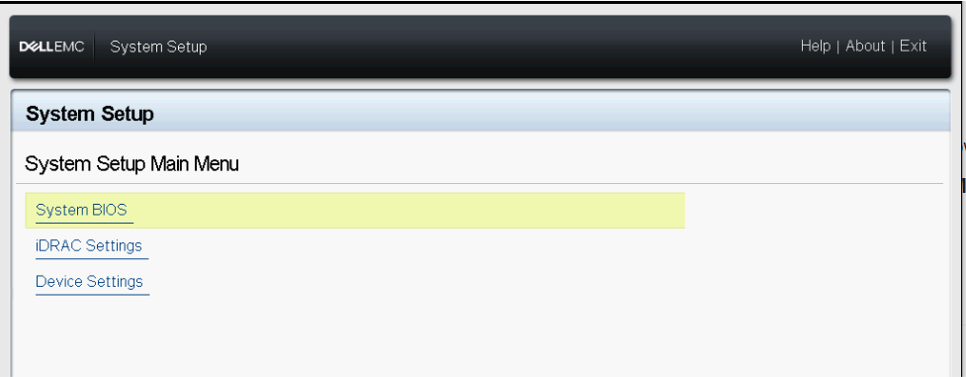 DELLEMC System Setup Help | About | Exit
System Setup
System Setup Main Menu
System BIOS
iDRAC Settings
Device Settings